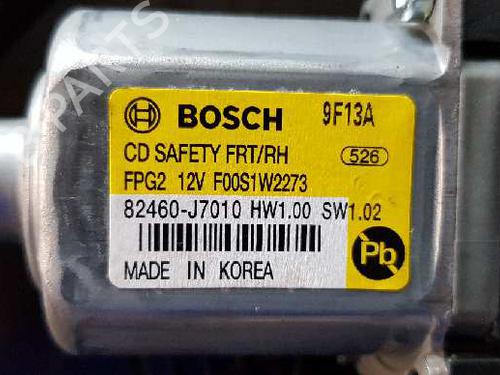 BOSCH 9F13A
CD SAFETY FRT/RH 526
FPG2 12V F00S1W2273
82460-J7010 HW1.00 SW1.02
Pb
MADE IN KOREA